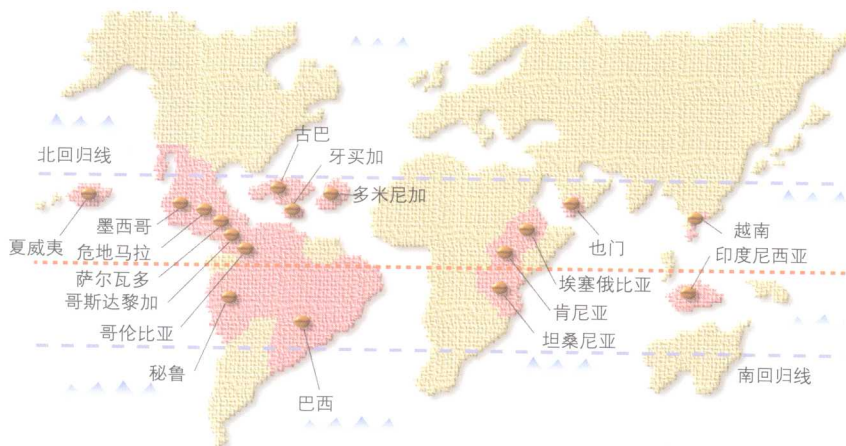 古巴
北回归线
牙买加
多米尼加
墨西哥
夏威夷
危地马拉
萨尔瓦多
哥斯达黎加
哥伦比亚
秘鲁
巴西
也门
越南
印度尼西亚
埃塞俄比亚
肯尼亚
坦桑尼亚
南回归线